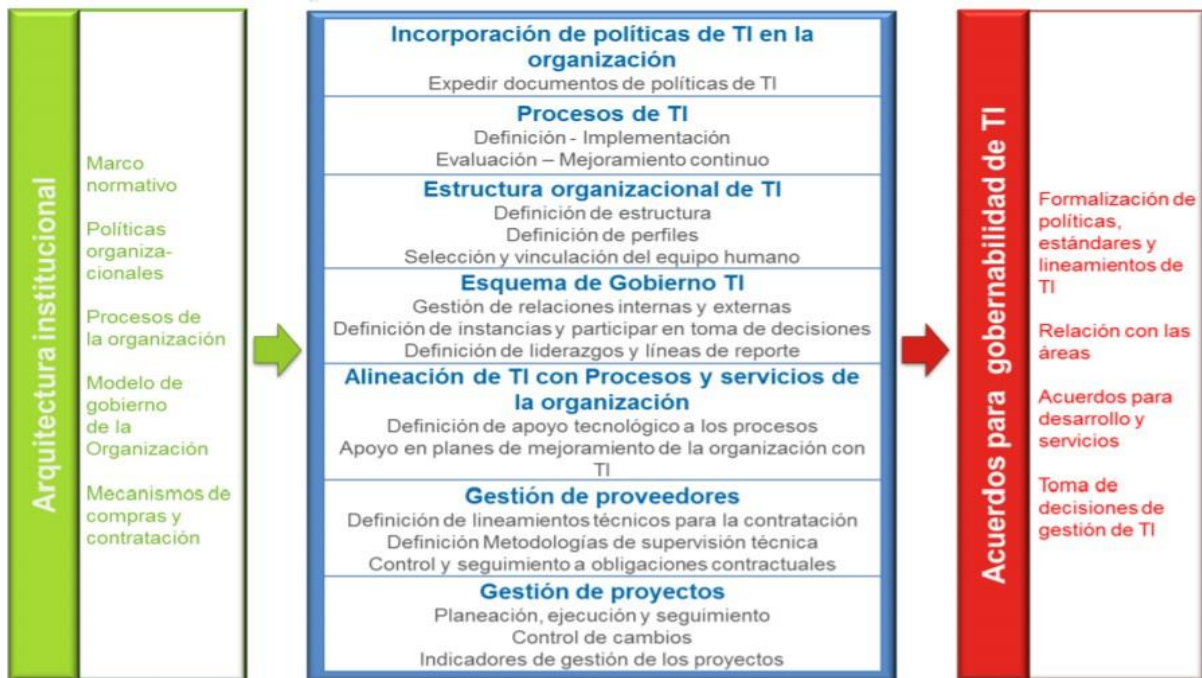 Arquitectura institucional
Marco
normativo
Políticas
organiza-
cionales
Procesos de
la organización
Modelo de
gobierno
de la
Organización
Mecanismos de
compras y
contratación
Incorporación de políticas de TI en la
organización
Expedir documentos de políticas de TI
Procesos de TI
Definición - Implementación
Evaluación – Mejoramiento continuo
Estructura organizacional de TI
Definición de estructura
Definición de perfiles
Selección y vinculación del equipo humano
Esquema de Gobierno TI
Gestión de relaciones internas y externas
Definición de instancias y participar en toma de decisiones
Definición de liderazgos y líneas de reporte
Alineación de TI con Procesos y servicios de
la organización
Definición de apoyo tecnológico a los procesos
Apoyo en planes de mejoramiento de la organización con
TI
Gestión de proveedores
Definición de lineamientos técnicos para la contratación
Definición Metodologías de supervisión técnica
Control y seguimiento a obligaciones contractuales
Gestión de proyectos
Planeación, ejecución y seguimiento
Control de cambios
Indicadores de gestión de los proyectos
Acuerdos para gobernabilidad de TI
Formalización de
políticas,
estándares y
lineamientos de
TI
Relación con las
áreas
Acuerdos para
desarrollo y
servicios
Toma de
decisiones de
gestión de TI